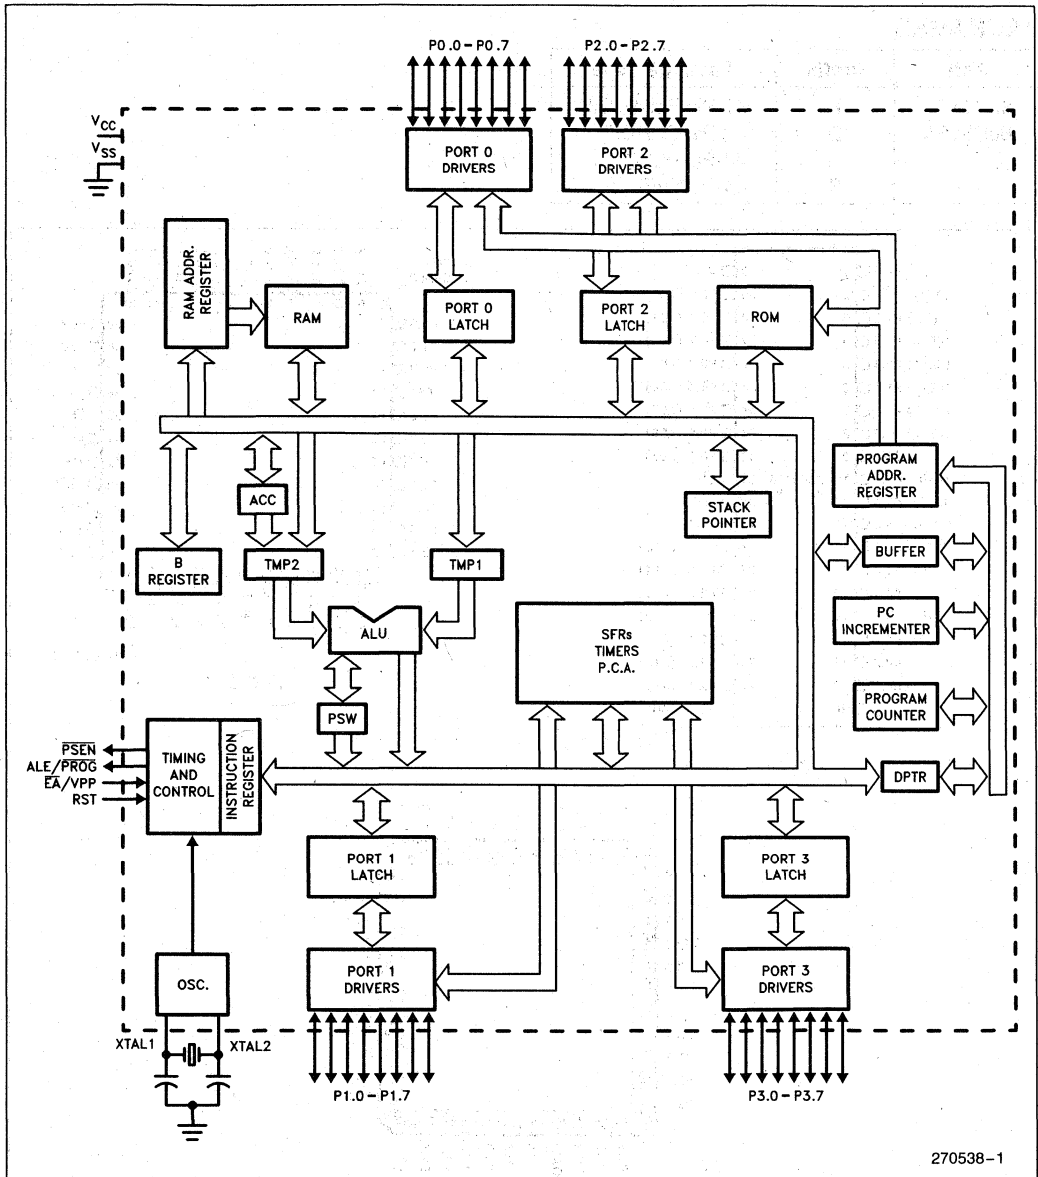 P0.0–P0.7
P2.0–P2.7
VCC
VSS
PORT 0
DRIVERS
PORT 2
DRIVERS
RAM ADDR.
REGISTER
RAM
PORT 0
LATCH
PORT 2
LATCH
ROM
PROGRAM
ADDR.
REGISTER
ACC
STACK
POINTER
B
REGISTER
TMP2
TMP1
BUFFER
ALU
SFRs
TIMERS
P.C.A.
PC
INCREMENTER
PSW
PROGRAM
COUNTER
PSEN
ALE/PROG
EA/VPP
RST
TIMING
AND
CONTROL
INSTRUCTION
REGISTER
DPTR
PORT 1
LATCH
PORT 3
LATCH
OSC.
PORT 1
DRIVERS
PORT 3
DRIVERS
XTAL1
XTAL2
P1.0–P1.7
P3.0–P3.7
270538–1